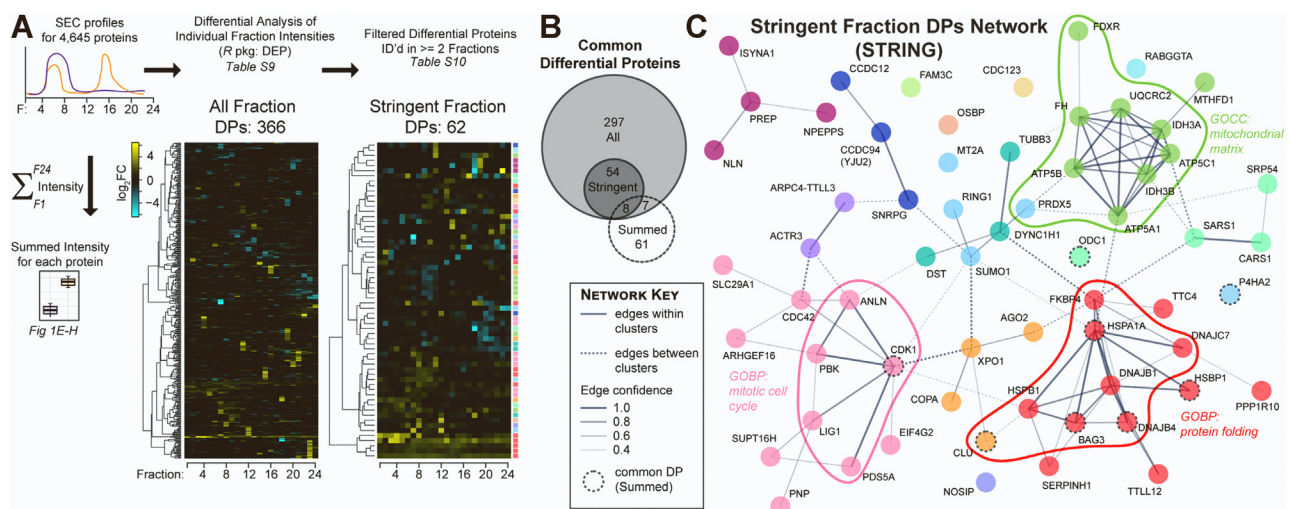 A
SEC profiles
for 4,645 proteins
F: 4 8 12 16 20 24
Differential Analysis of
Individual Fraction Intensities
(R pkg: DEP)
Table S9
Filtered Differential Proteins
ID'd in >= 2 Fractions
Table S10
F24
∑ Intensity
F1
Summed Intensity
for each protein
Fig 1E-H
log2FC
4
2
0
−2
−4
All Fraction
DPs: 366
Stringent Fraction
DPs: 62
Fraction: 4 8 12 16 20 24
4 8 12 16 20 24
B
Common
Differential Proteins
297
All
54
Stringent
8
7
Summed
61
NETWORK KEY
edges within
clusters
edges between
clusters
Edge confidence
1.0
0.8
0.6
0.4
common DP
(Summed)
C
Stringent Fraction DPs Network
(STRING)
ISYNA1
PREP
NPEPPS
NLN
CCDC12
CCDC94
(YJU2)
SNRPG
FAM3C
CDC123
OSBP
MT2A
TUBB3
RING1
ARPC4-TTLL3
ACTR3
DST
SUMO1
DYNC1H1
FDXR
RABGGTA
FH
UQCRC2
MTHFD1
IDH3A
GOCC:
mitochondrial
matrix
ATP5C1
ATP5B
IDH3B
PRDX5
ATP5A1
SRP54
SARS1
CARS1
ODC1
P4HA2
SLC29A1
CDC42
ANLN
ARHGEF16
PBK
CDK1
GOBP:
mitotic cell
cycle
LIG1
EIF4G2
SUPT16H
PDS5A
PNP
AGO2
XPO1
COPA
CLU
NOSIP
FKBP4
TTC4
HSPA1A
DNAJC7
DNAJB1
HSBP1
HSPB1
PPP1R10
BAG3
DNAJB4
GOBP:
protein folding
SERPINH1
TTLL12